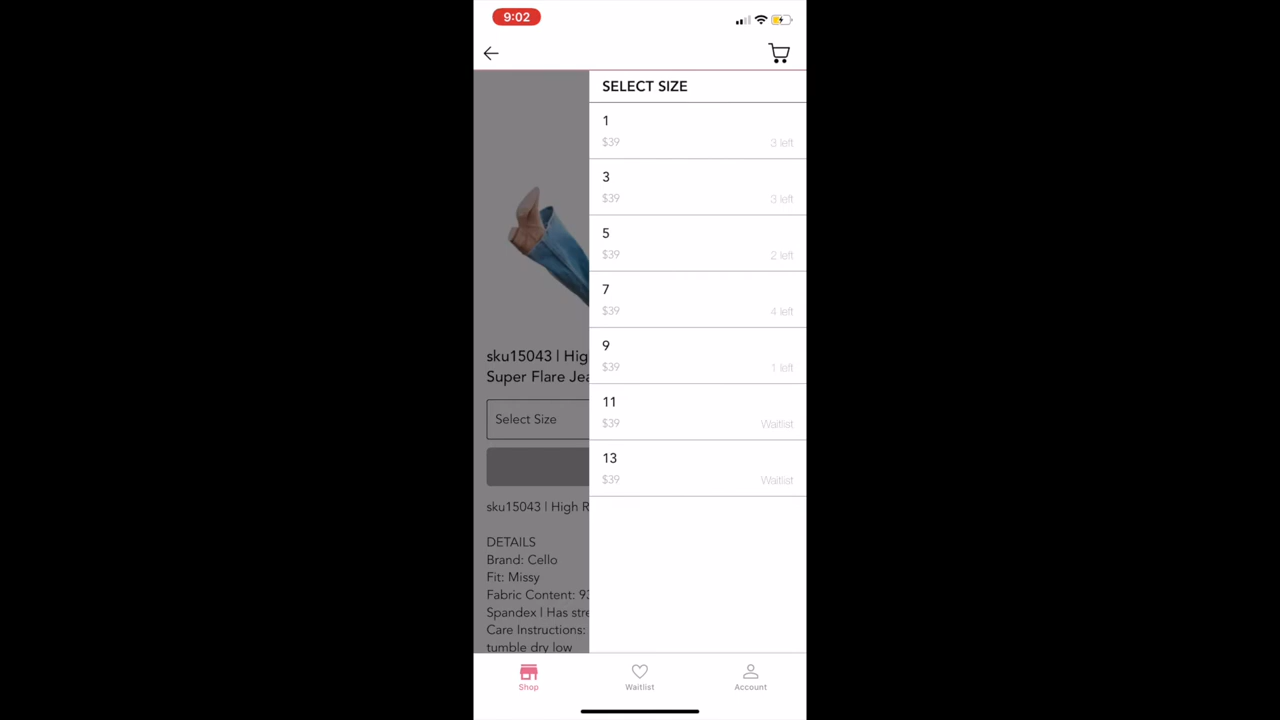 9:02
SELECT SIZE
1
$39
3 left
3
$39
3 left
5
$39
2 left
7
$39
4 left
9
$39
1 left
11
$39
Waitlist
13
$39
Waitlist
sku15043 | Hig
Super Flare Jea
Select Size
sku15043 | High R
DETAILS
Brand: Cello
Fit: Missy
Fabric Content: 93
Spandex | Has stre
Care Instructions:
tumble dry low
Shop
Waitlist
Account